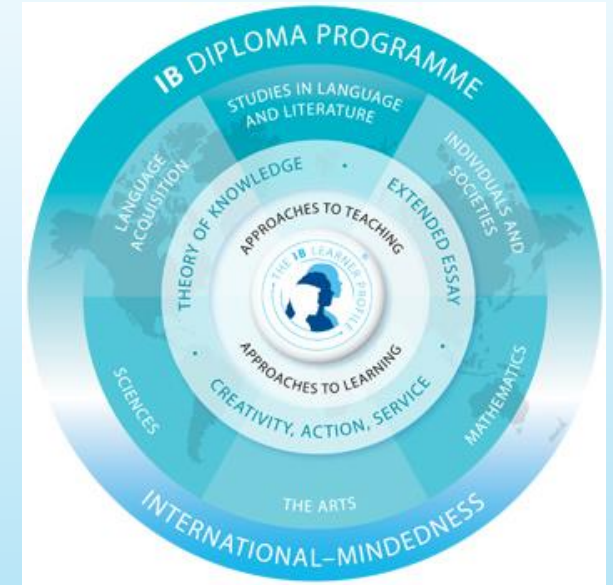 IB DIPLOMA PROGRAMME
STUDIES IN LANGUAGE
AND LITERATURE
LANGUAGE
ACQUISITION
INDIVIDUALS AND
SOCIETIES
THEORY OF KNOWLEDGE
·
EXTENDED ESSAY
·
CREATIVITY, ACTION, SERVICE
·
APPROACHES TO TEACHING
THE IB LEARNER PROFILE
®
APPROACHES TO LEARNING
SCIENCES
MATHEMATICS
THE ARTS
INTERNATIONAL–MINDEDNESS